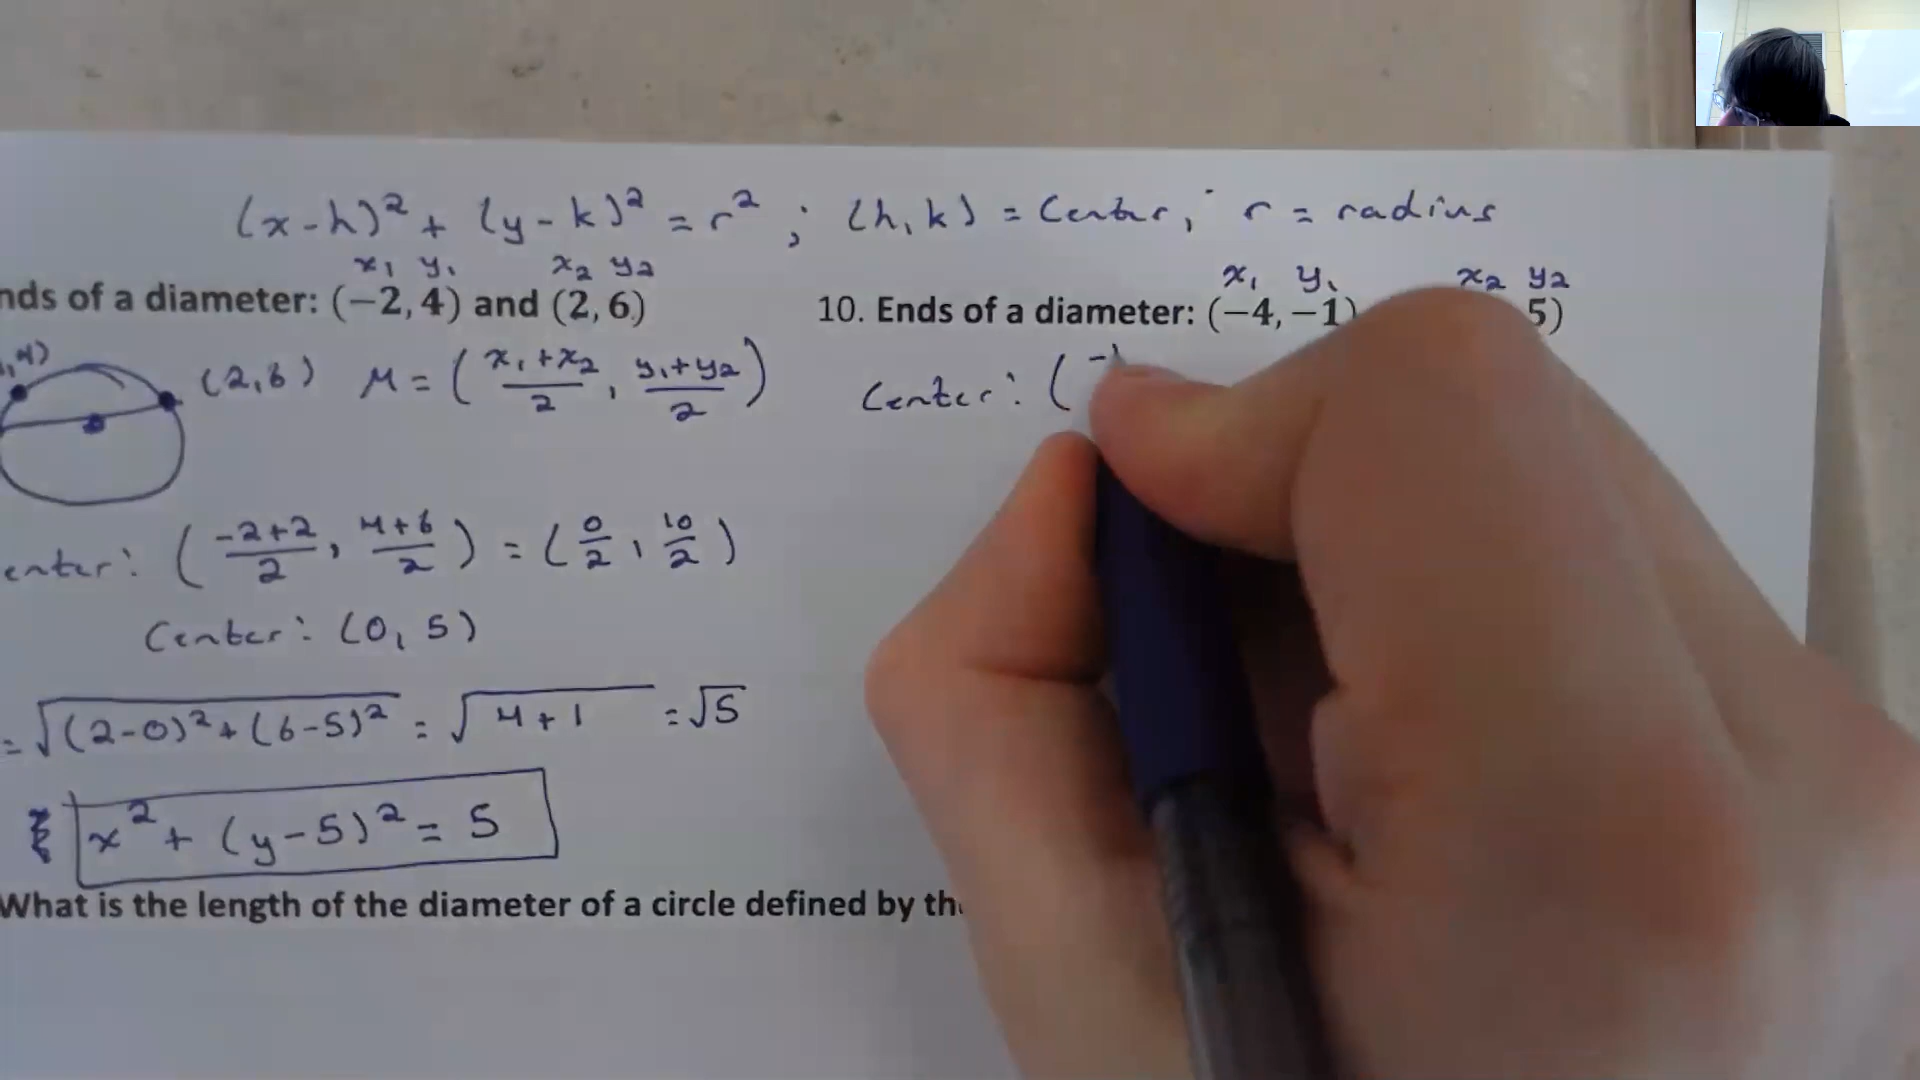 (x-h)² + (y-k)² = r² ; (h,k) = Center, r = radius
x₁ y₁ x₂ y₂
nds of a diameter: (−2, 4) and (2, 6)
(2,6) M = ( x₁+x₂ / 2 , y₁+y₂ / 2 )
enter: ( -2+2 / 2 , 4+6 / 2 ) = ( 0/2 , 10/2 )
Center: (0, 5)
= √(2-0)²+(6-5)² = √4+1 = √5
x² + (y-5)² = 5
What is the length of the diameter of a circle defined by th
x₁ y₁ x₂ y₂
10. Ends of a diameter: (−4, −1) 5)
Center: (